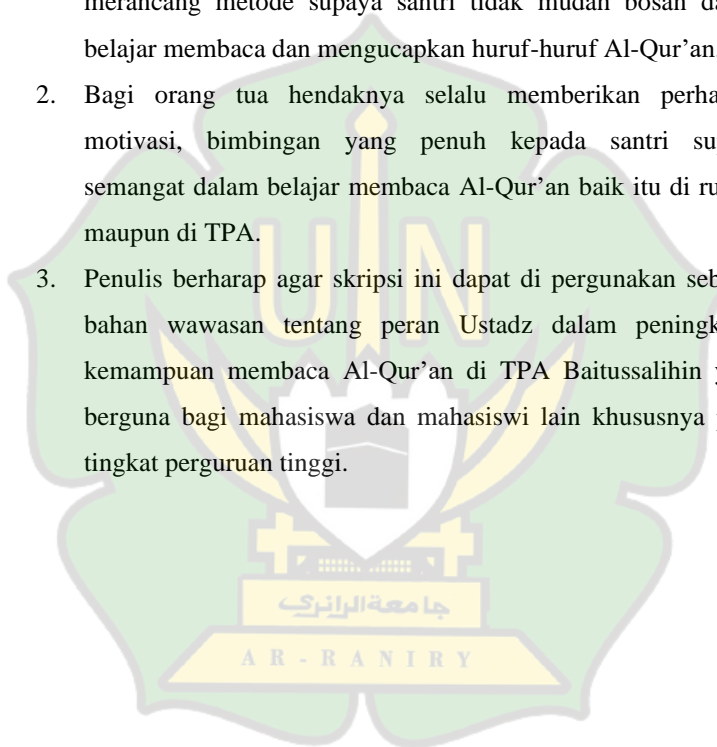 merancang metode supaya santri tidak mudah bosan da
belajar membaca dan mengucapkan huruf-huruf Al-Qur'an.
2. Bagi orang tua hendaknya selalu memberikan perha
motivasi, bimbingan yang penuh kepada santri su
semangat dalam belajar membaca Al-Qur'an baik itu di ru
maupun di TPA.
3. Penulis berharap agar skripsi ini dapat di pergunakan seb
bahan wawasan tentang peran Ustadz dalam peningk
kemampuan membaca Al-Qur'an di TPA Baitussalihin y
berguna bagi mahasiswa dan mahasiswi lain khususnya
tingkat perguruan tinggi.
UIN
جامعةالرانري
AR-RANIRY